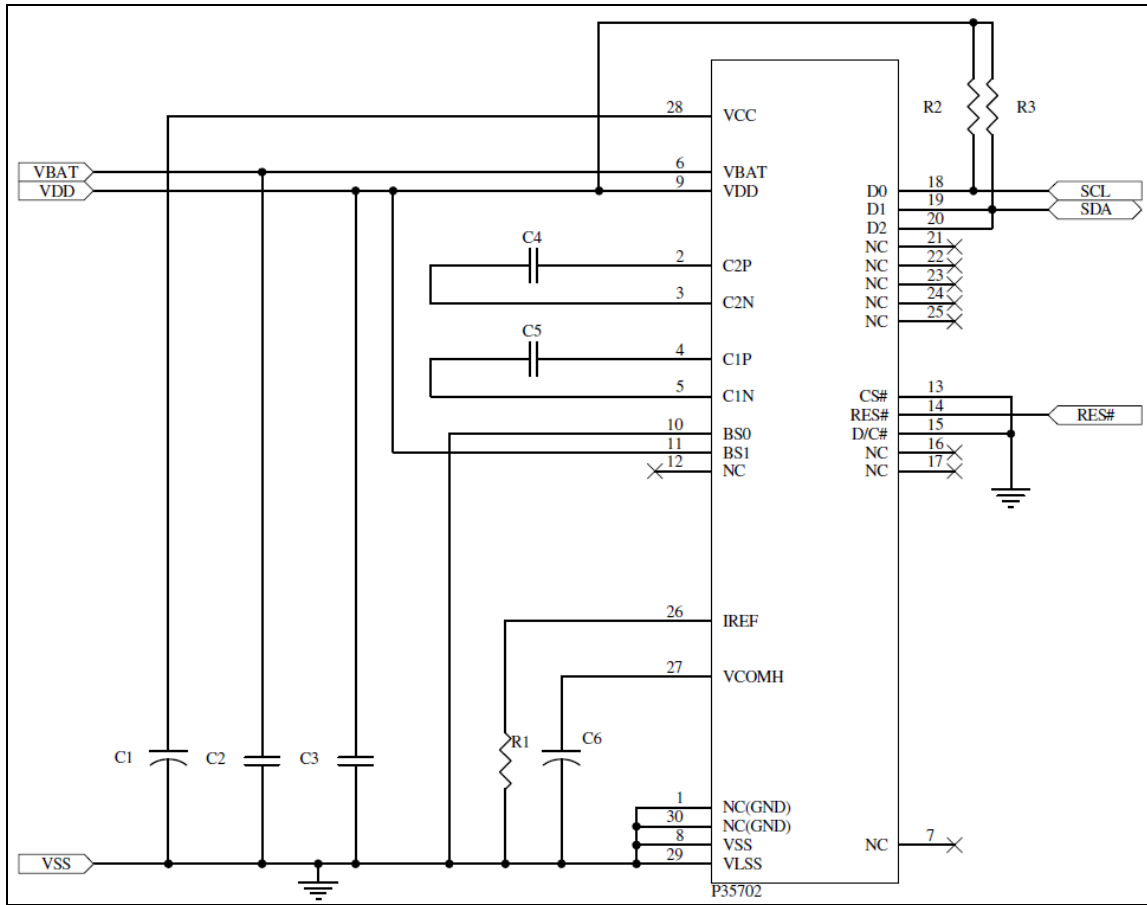 R2
R3
28
VCC
VBAT
6
VBAT
VDD
9
VDD
D0
18
SCL
D1
19
SDA
D2
20
NC
21
C4
2
C2P
NC
22
NC
23
3
C2N
NC
24
NC
25
C5
4
C1P
5
C1N
CS#
13
RES#
14
RES#
10
BS0
D/C#
15
11
BS1
NC
16
12
NC
NC
17
26
IREF
27
VCOMH
C1
C2
C3
R1
C6
1
NC(GND)
30
NC(GND)
8
VSS
NC
7
VSS
29
VLSS
P35702